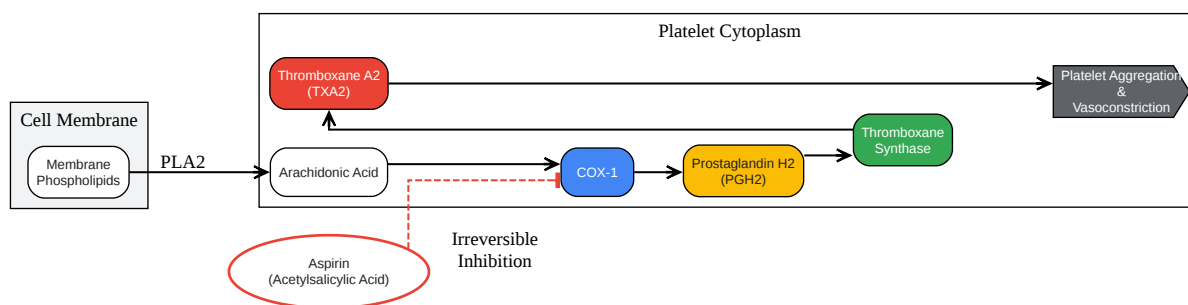 Platelet Cytoplasm
Thromboxane A2
(TXA2)
Platelet Aggregation
&
Vasoconstriction
Cell Membrane
Membrane
Phospholipids
PLA2
Arachidonic Acid
COX-1
Prostaglandin H2
(PGH2)
Thromboxane
Synthase
Irreversible
Inhibition
Aspirin
(Acetylsalicylic Acid)